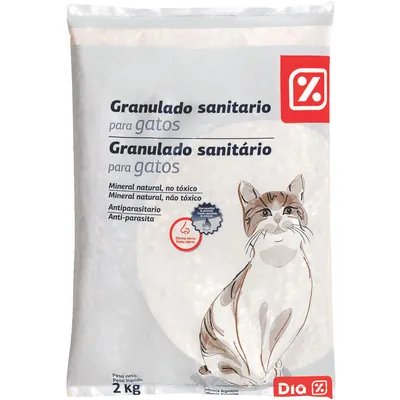 %
Granulado sanitario
para gatos
Granulado sanitário
para gatos
Mineral natural, no tóxico
Mineral natural, não tóxico
Antiparasitario
Anti-parasita
Peso neto:
Peso líquido:
2 kg
Dia %